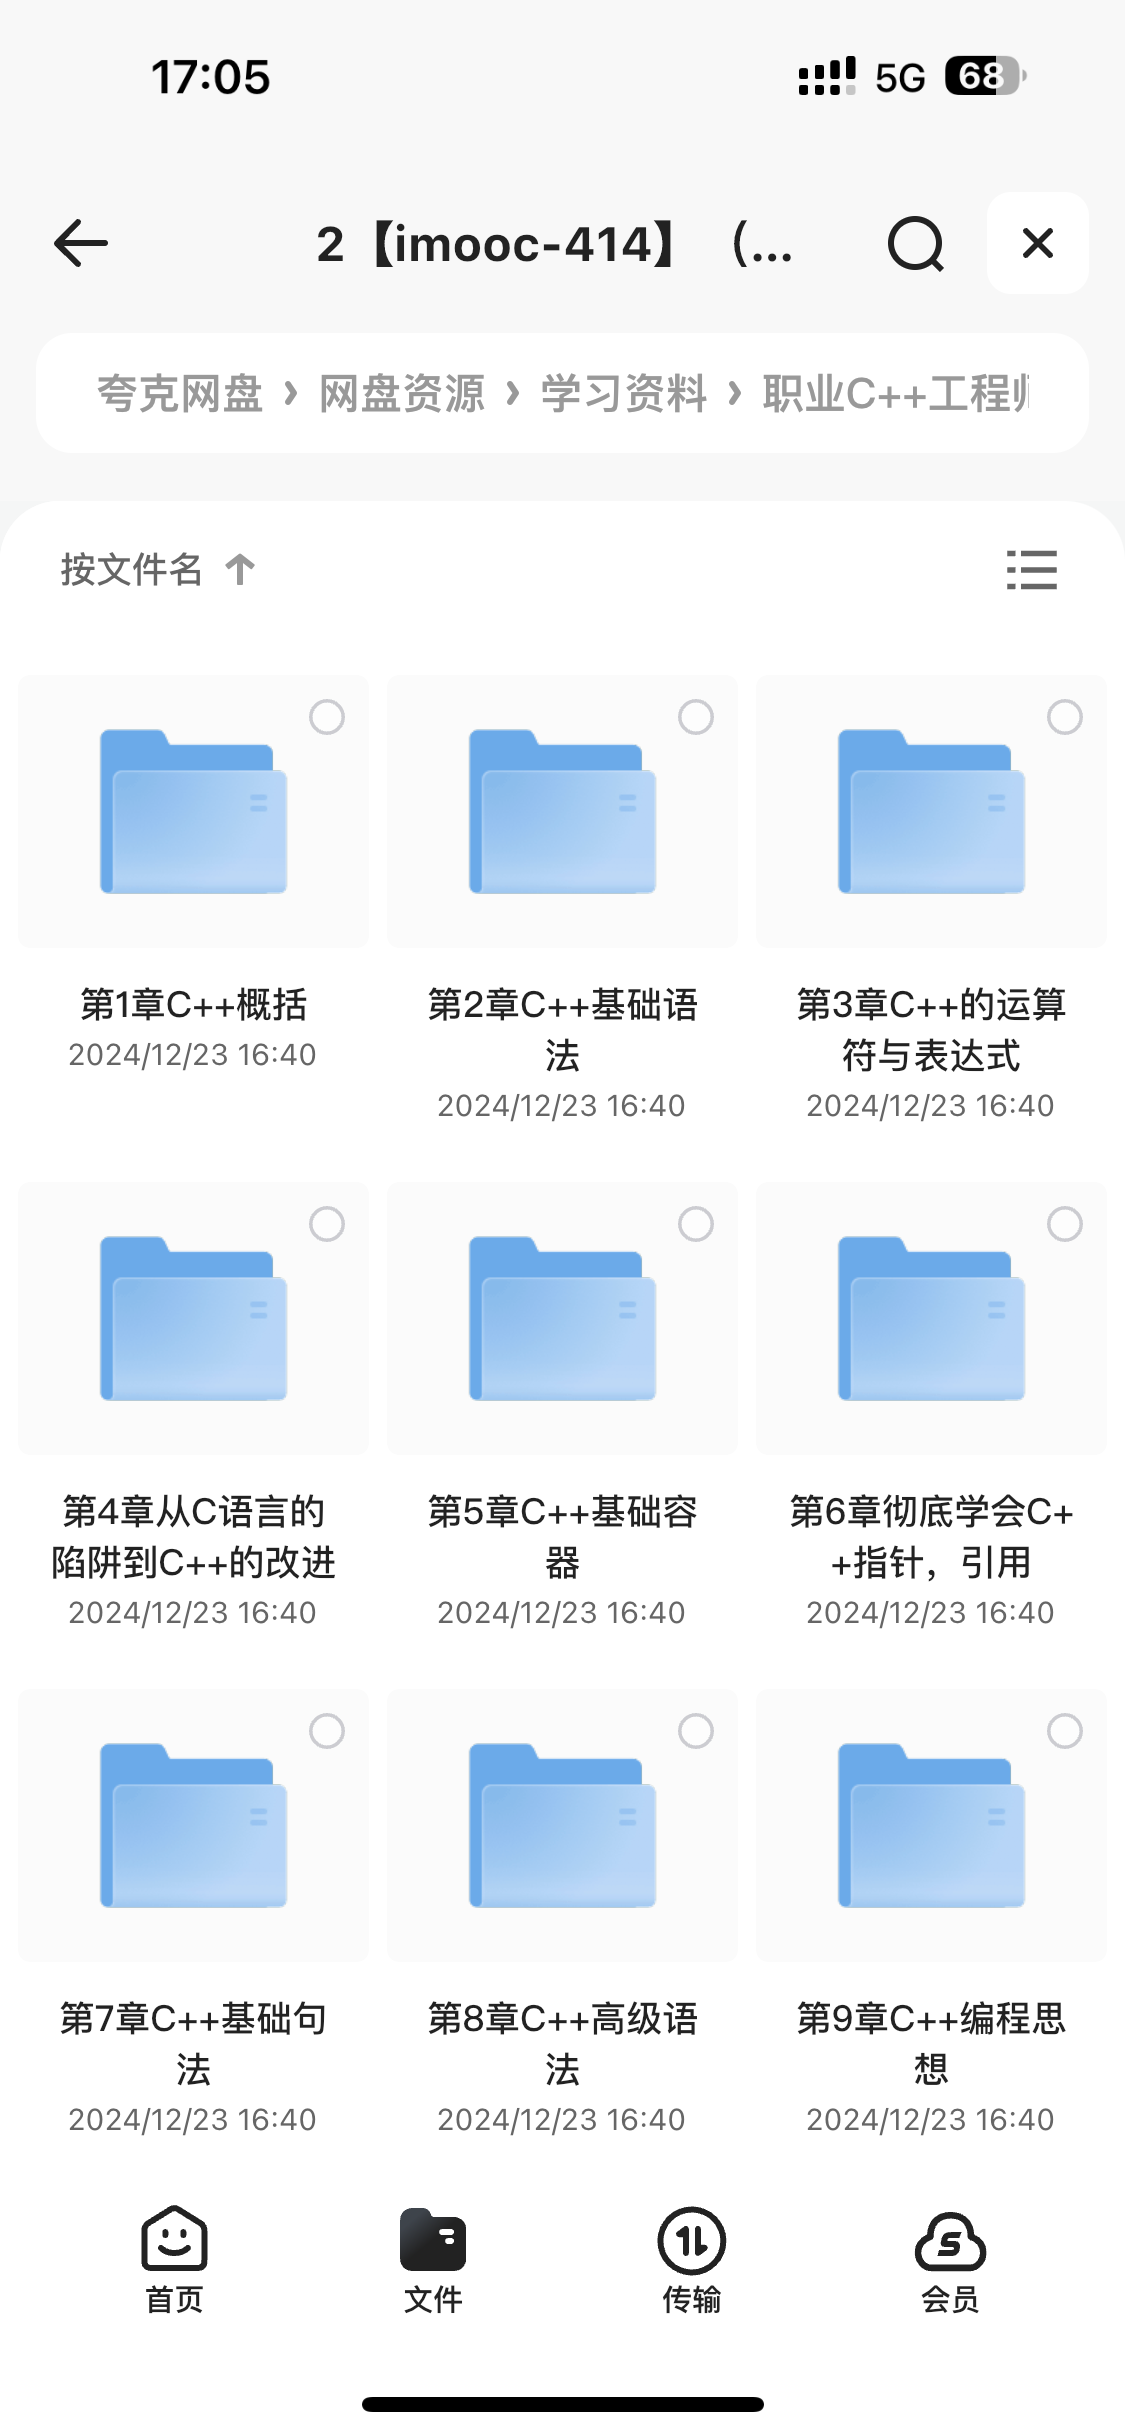 17:05
5G 68
2【imooc-414】（...
夸克网盘 › 网盘资源 › 学习资料 › 职业C++工程
按文件名
第1章C++概括
2024/12/23 16:40
第2章C++基础语
法
2024/12/23 16:40
第3章C++的运算
符与表达式
2024/12/23 16:40
第4章从C语言的
陷阱到C++的改进
2024/12/23 16:40
第5章C++基础容
器
2024/12/23 16:40
第6章彻底学会C+
+指针，引用
2024/12/23 16:40
第7章C++基础句
法
2024/12/23 16:40
第8章C++高级语
法
2024/12/23 16:40
第9章C++编程思
想
2024/12/23 16:40
首页
文件
传输
会员